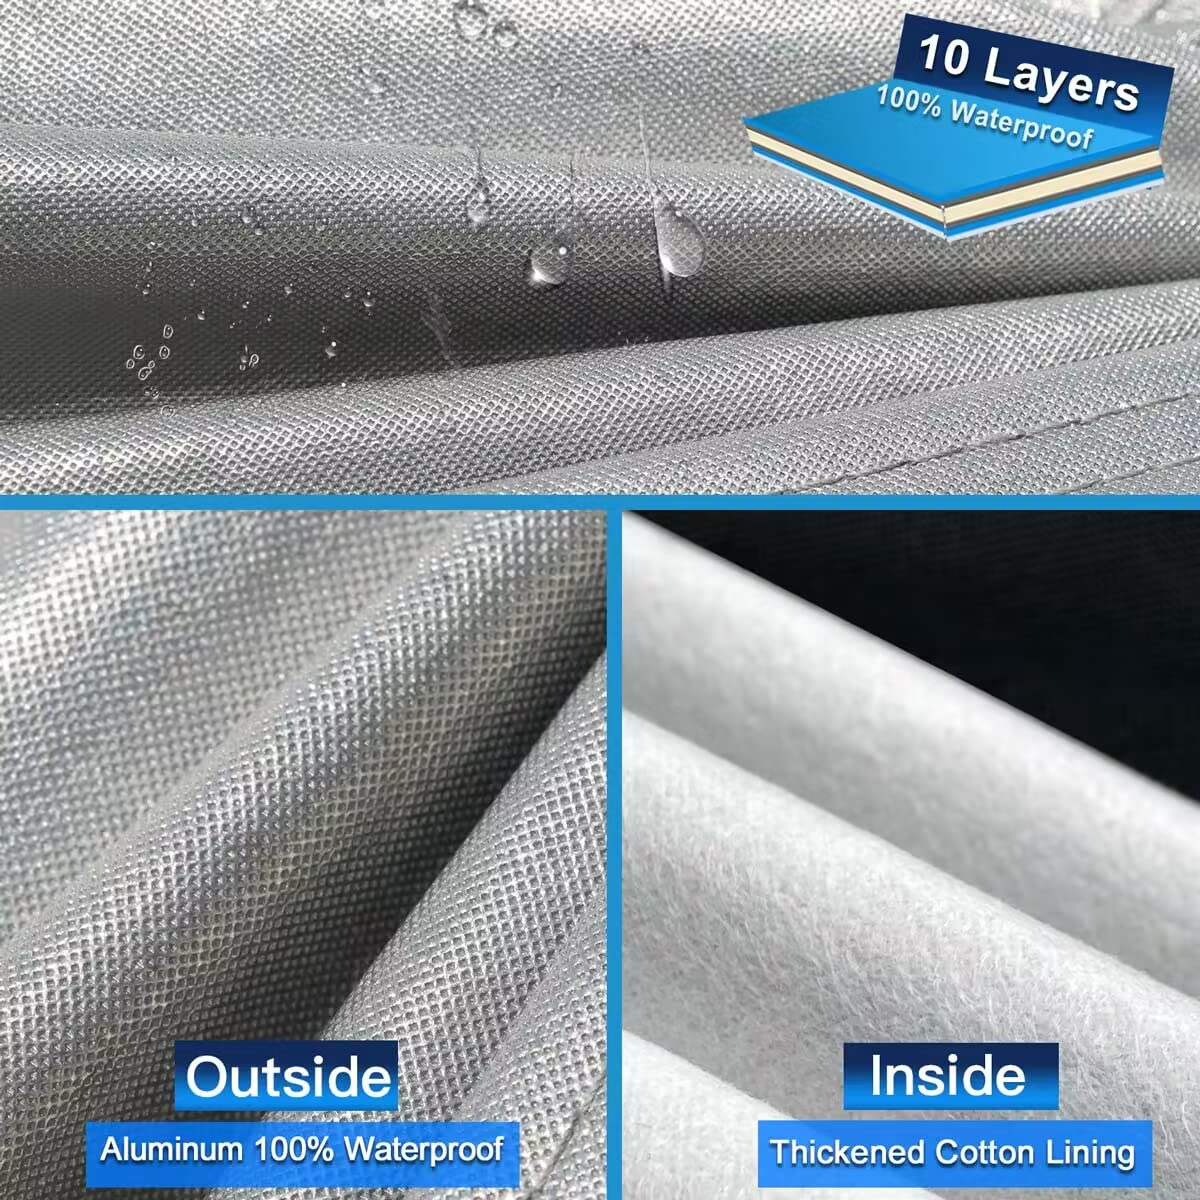 10 Layers
100% Waterproof
Outside
Aluminum 100% Waterproof
Inside
Thickened Cotton Lining